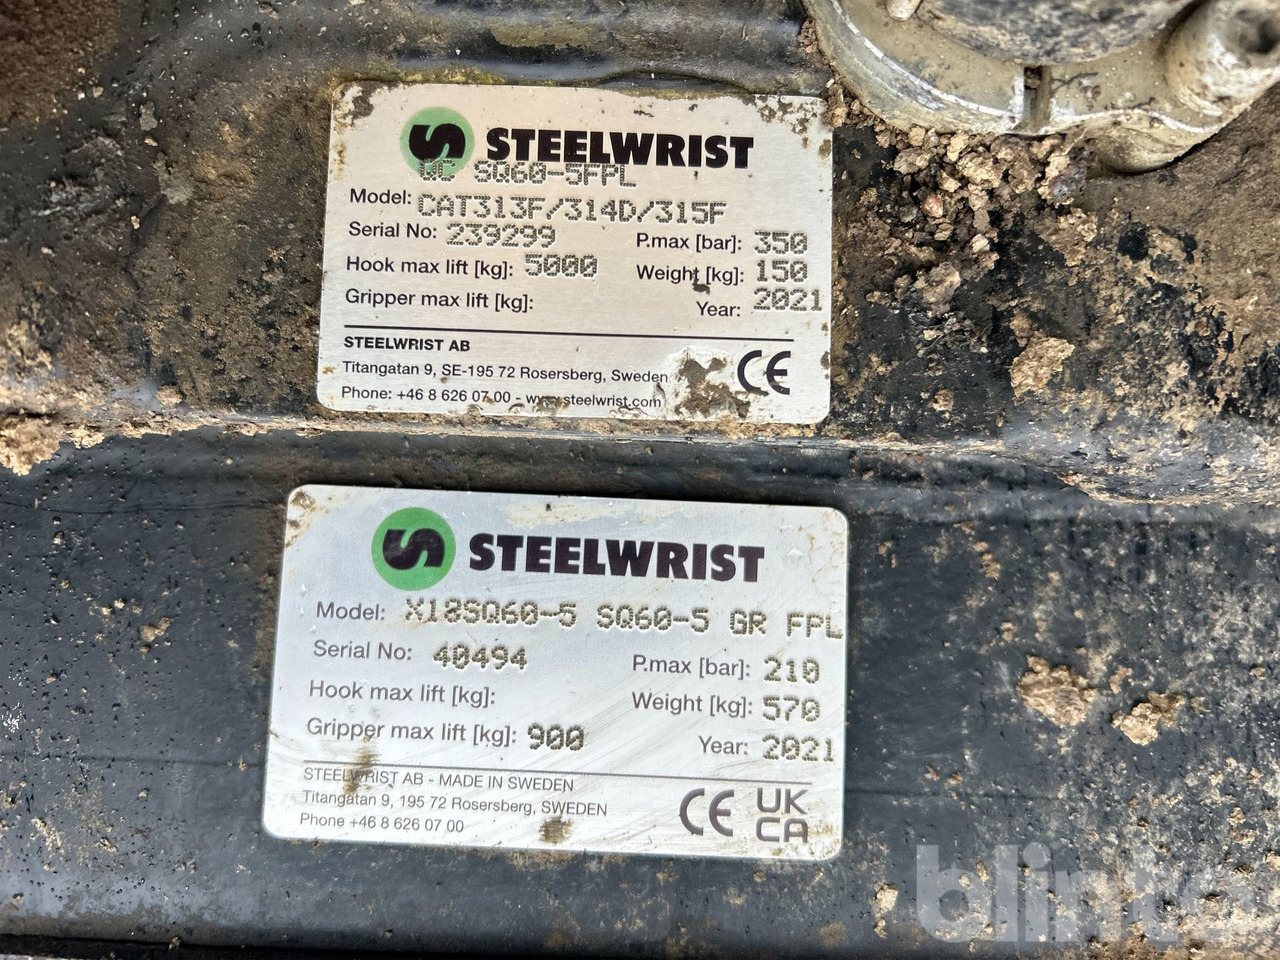 STEELWRIST
QC SQ60-5FPL
Model: CAT313F/314D/315F
Serial No: 239299 P.max [bar]: 350
Hook max lift [kg]: 5000 Weight [kg]: 150
Gripper max lift [kg]: Year: 2021
STEELWRIST AB
Titangatan 9, SE-195 72 Rosersberg, Sweden
Phone: +46 8 626 07 00 - www.steelwrist.com
CE
STEELWRIST
Model: X18SQ60-5 SQ60-5 GR FPL
Serial No: 40494 P.max [bar]: 210
Hook max lift [kg]: Weight [kg]: 570
Gripper max lift [kg]: 900 Year: 2021
STEELWRIST AB - MADE IN SWEDEN
Titangatan 9, 195 72 Rosersberg, SWEDEN
Phone +46 8 626 07 00
CE UK
CA
blinto